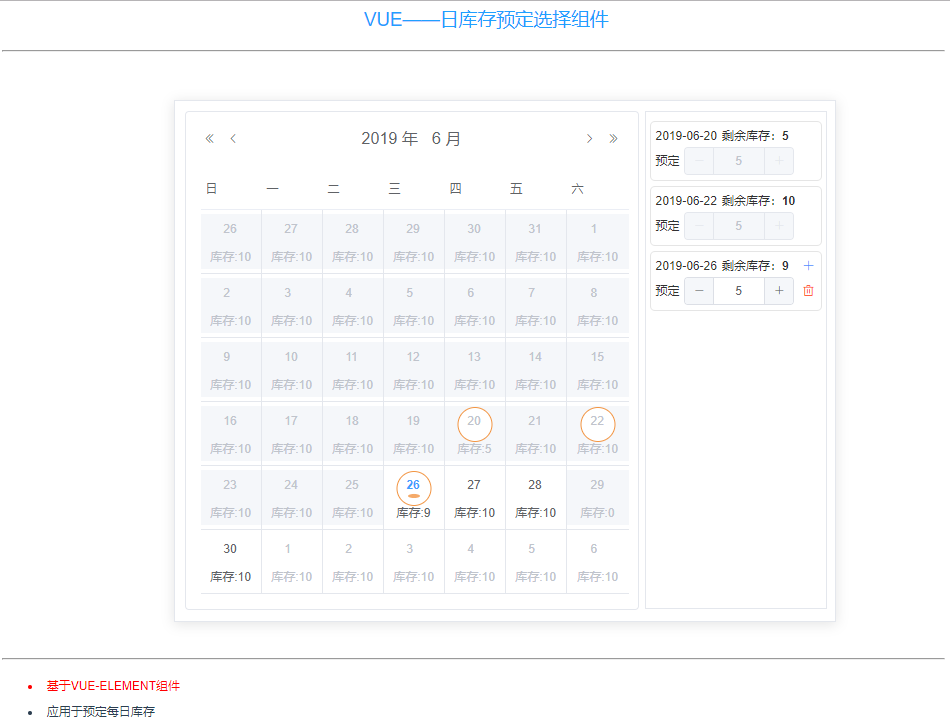 VUE——日库存预定选择组件
2019 年 6 月
日 一 二 三 四 五 六
26 27 28 29 30 31 1
库存:10 库存:10 库存:10 库存:10 库存:10 库存:10 库存:10
2 3 4 5 6 7 8
库存:10 库存:10 库存:10 库存:10 库存:10 库存:10 库存:10
9 10 11 12 13 14 15
库存:10 库存:10 库存:10 库存:10 库存:10 库存:10 库存:10
16 17 18 19 20 21 22
库存:10 库存:10 库存:10 库存:10 库存:5 库存:10 库存:10
23 24 25 26 27 28 29
库存:10 库存:10 库存:10 库存:9 库存:10 库存:10 库存:0
30 1 2 3 4 5 6
库存:10 库存:10 库存:10 库存:10 库存:10 库存:10 库存:10
2019-06-20 剩余库存：5
预定 − 5 +
2019-06-22 剩余库存：10
预定 − 5 +
2019-06-26 剩余库存：9 +
预定 − 5 +
• 基于VUE-ELEMENT组件
• 应用于预定每日库存